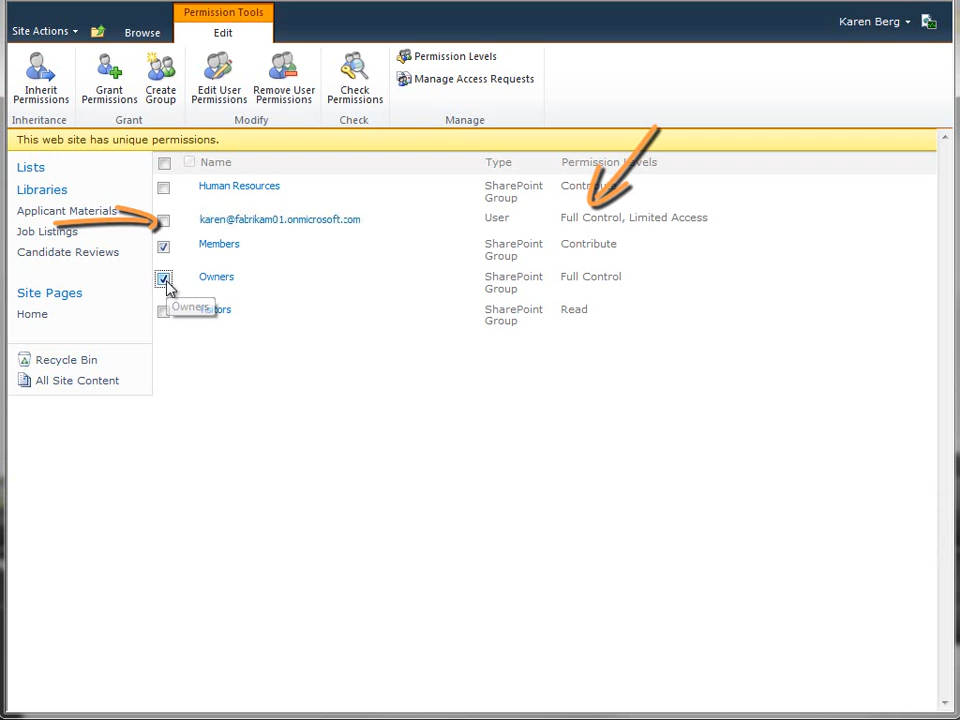 Permission Tools
Site Actions
Browse
Edit
Karen Berg
Inherit Permissions
Grant Permissions
Create Group
Edit User Permissions
Remove User Permissions
Check Permissions
Permission Levels
Manage Access Requests
Inheritance
Grant
Modify
Check
Manage
This web site has unique permissions.
Lists
Libraries
Applicant Materials
Job Listings
Candidate Reviews
Site Pages
Home
Recycle Bin
All Site Content
Name Type Permission Levels
Human Resources SharePoint Group Contribute
karen@fabrikam01.onmicrosoft.com User Full Control, Limited Access
Members SharePoint Group Contribute
Owners SharePoint Group Full Control
Owners
SharePoint Group Read